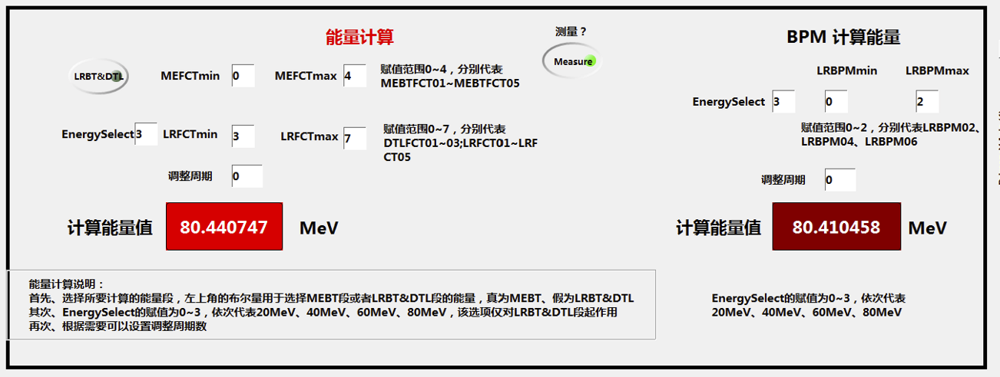 能量计算
测量？
Measure
LRBT&DTL
MEFCTmin 0 MEFCTmax 4
赋值范围0~4，分别代表
MEBTFCT01~MEBTFCT05
EnergySelect 3 LRFCTmin 3 LRFCTmax 7
赋值范围0~7，分别代表
DTLFCT01~03;LRFCT01~LRF
CT05
调整周期 0
计算能量值 80.440747 MeV
能量计算说明：
首先、选择所要计算的能量段，左上角的布尔量用于选择MEBT段或者LRBT&DTL段的能量，真为MEBT、假为LRBT&DTL
其次、EnergySelect的赋值为0~3，依次代表20MeV、40MeV、60MeV、80MeV，该选项仅对LRBT&DTL段起作用
再次、根据需要可以设置调整周期数
BPM 计算能量
LRBPMmin LRBPMmax
EnergySelect 3 0 2
赋值范围0~2，分别代表LRBPM02、
LRBPM04、LRBPM06
调整周期 0
计算能量值 80.410458 MeV
EnergySelect的赋值为0~3，依次代表
20MeV、40MeV、60MeV、80MeV